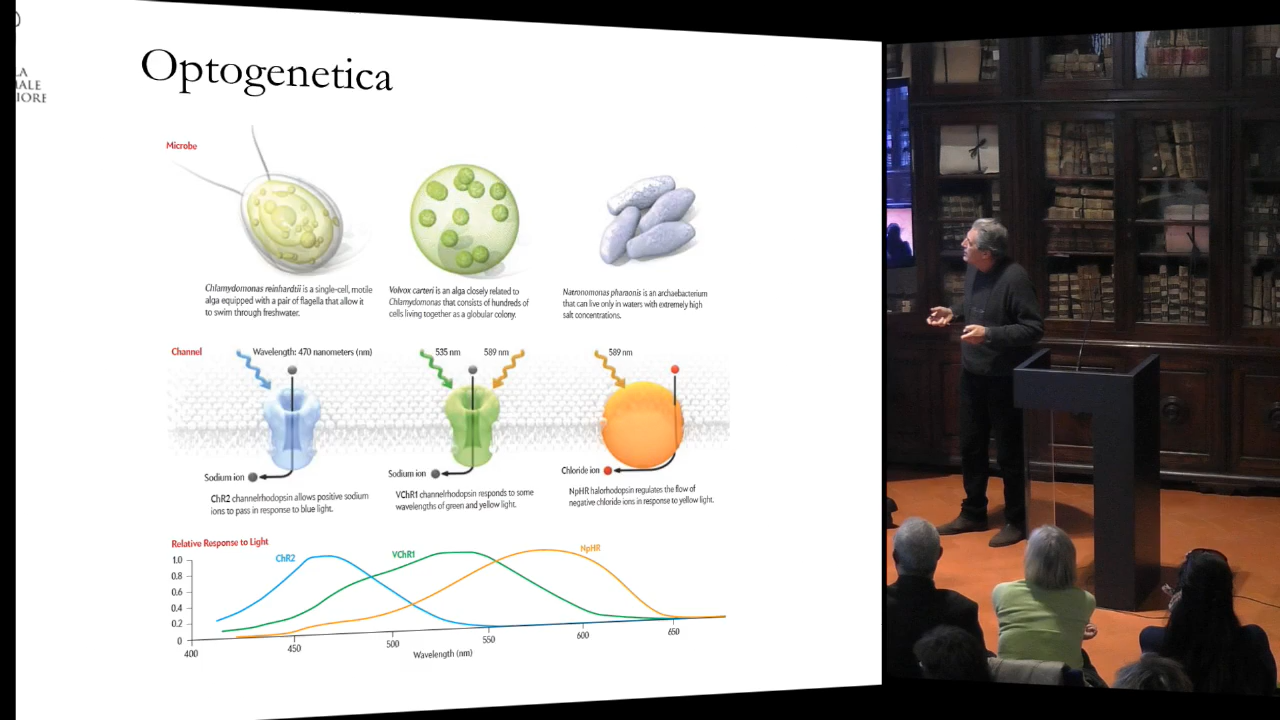 LA
MALE
IORE
Optogenetica
Microbe
Chlamydomonas reinhardtii is a single-cell, motile
alga equipped with a pair of flagella that allow it
to swim through freshwater.
Volvox carteri is an alga closely related to
Chlamydomonas that consists of hundreds of
cells living together as a globular colony.
Natronomonas pharaonis is an archaebacterium
that can live only in waters with extremely high
salt concentrations.
Channel
Wavelength: 470 nanometers (nm)
535 nm
589 nm
589 nm
Sodium ion
Sodium ion
Chloride ion
ChR2 channelrhodopsin allows positive sodium
ions to pass in response to blue light.
VChR1 channelrhodopsin responds to some
wavelengths of green and yellow light.
NpHR halorhodopsin regulates the flow of
negative chloride ions in response to yellow light.
Relative Response to Light
ChR2
VChR1
NpHR
1.0
0.8
0.6
0.4
0.2
0
400
450
500
550
600
650
Wavelength (nm)